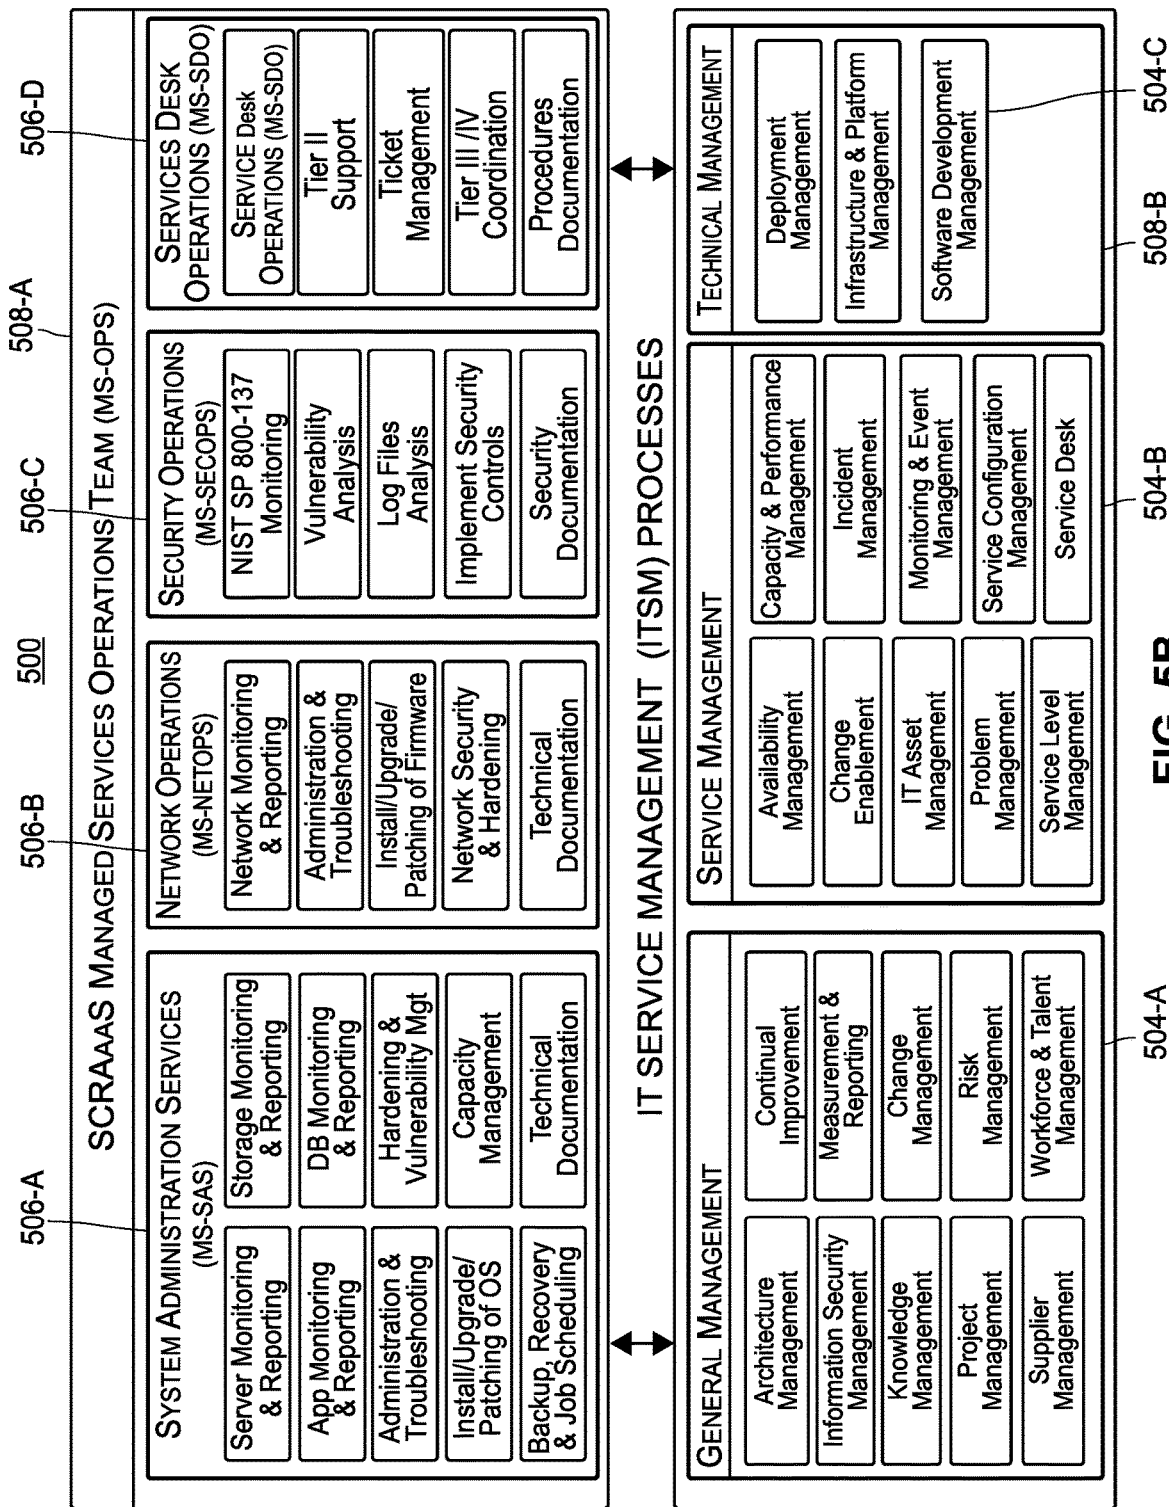 500
506-A
506-B
506-C
508-A
506-D
SCRAAAS MANAGED SERVICES OPERATIONS TEAM (MS-OPS)
SYSTEM ADMINISTRATION SERVICES
(MS-SAS)
Server Monitoring
& Reporting
Storage Monitoring
& Reporting
App Monitoring
& Reporting
DB Monitoring
& Reporting
Administration &
Troubleshooting
Hardening &
Vulnerability Mgt
Install/Upgrade/
Patching of OS
Capacity
Management
Backup, Recovery
& Job Scheduling
Technical
Documentation
NETWORK OPERATIONS
(MS-NETOPS)
Network Monitoring
& Reporting
Administration &
Troubleshooting
Install/Upgrade/
Patching of Firmware
Network Security
& Hardening
Technical
Documentation
SECURITY OPERATIONS
(MS-SECOPS)
NIST SP 800-137
Monitoring
Vulnerability
Analysis
Log Files
Analysis
Implement Security
Controls
Security
Documentation
SERVICES DESK
OPERATIONS (MS-SDO)
SERVICE Desk
OPERATIONS (MS-SDO)
Tier II
Support
Ticket
Management
Tier III /IV
Coordination
Procedures
Documentation
IT SERVICE MANAGEMENT (ITSM) PROCESSES
GENERAL MANAGEMENT
Architecture
Management
Continual
Improvement
Information Security
Management
Measurement &
Reporting
Knowledge
Management
Change
Management
Project
Management
Risk
Management
Supplier
Management
Workforce & Talent
Management
SERVICE MANAGEMENT
Availability
Management
Capacity & Performance
Management
Change
Enablement
Incident
Management
IT Asset
Management
Monitoring & Event
Management
Problem
Management
Service Configuration
Management
Service Level
Management
Service Desk
TECHNICAL MANAGEMENT
Deployment
Management
Infrastructure & Platform
Management
Software Development
Management
504-A
504-B
508-B
504-C
FIG. 5B